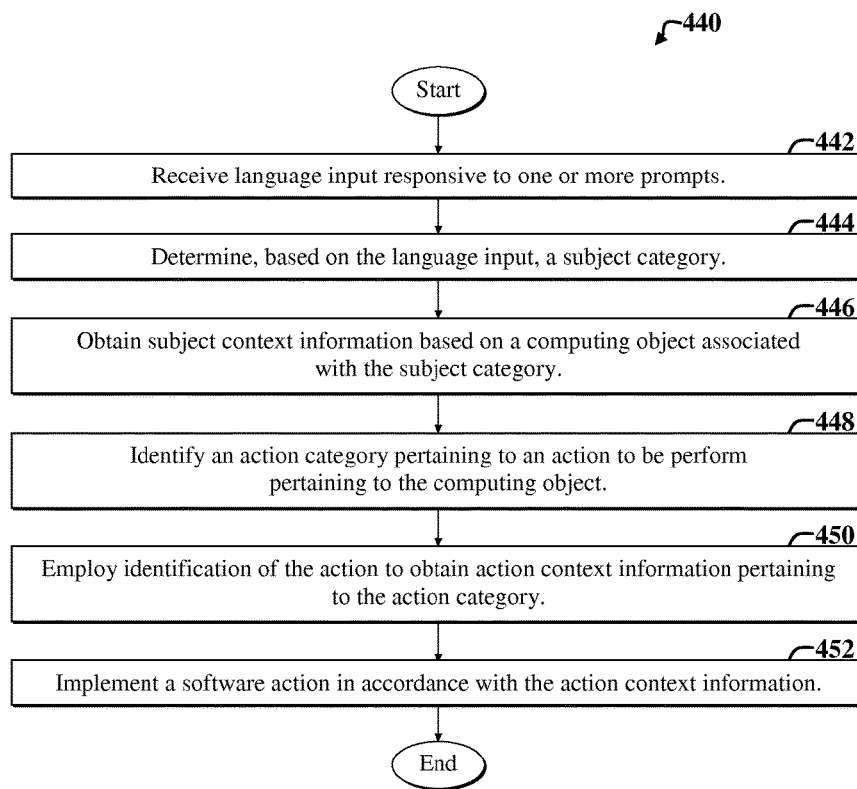 440
Start
442
Receive language input responsive to one or more prompts.
444
Determine, based on the language input, a subject category.
446
Obtain subject context information based on a computing object associated
with the subject category.
448
Identify an action category pertaining to an action to be perform
pertaining to the computing object.
450
Employ identification of the action to obtain action context information pertaining
to the action category.
452
Implement a software action in accordance with the action context information.
End